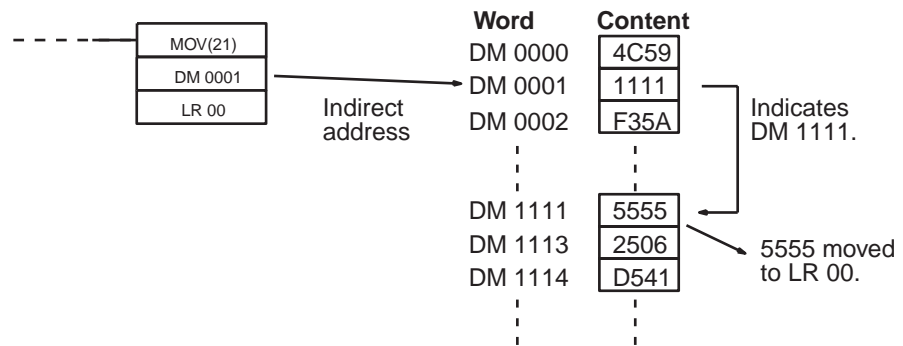 MOV(21)
DM 0001
LR 00
Indirect
address
Word Content
DM 0000 4C59
DM 0001 1111
DM 0002 F35A
Indicates
DM 1111.
DM 1111 5555
DM 1113 2506
DM 1114 D541
5555 moved
to LR 00.